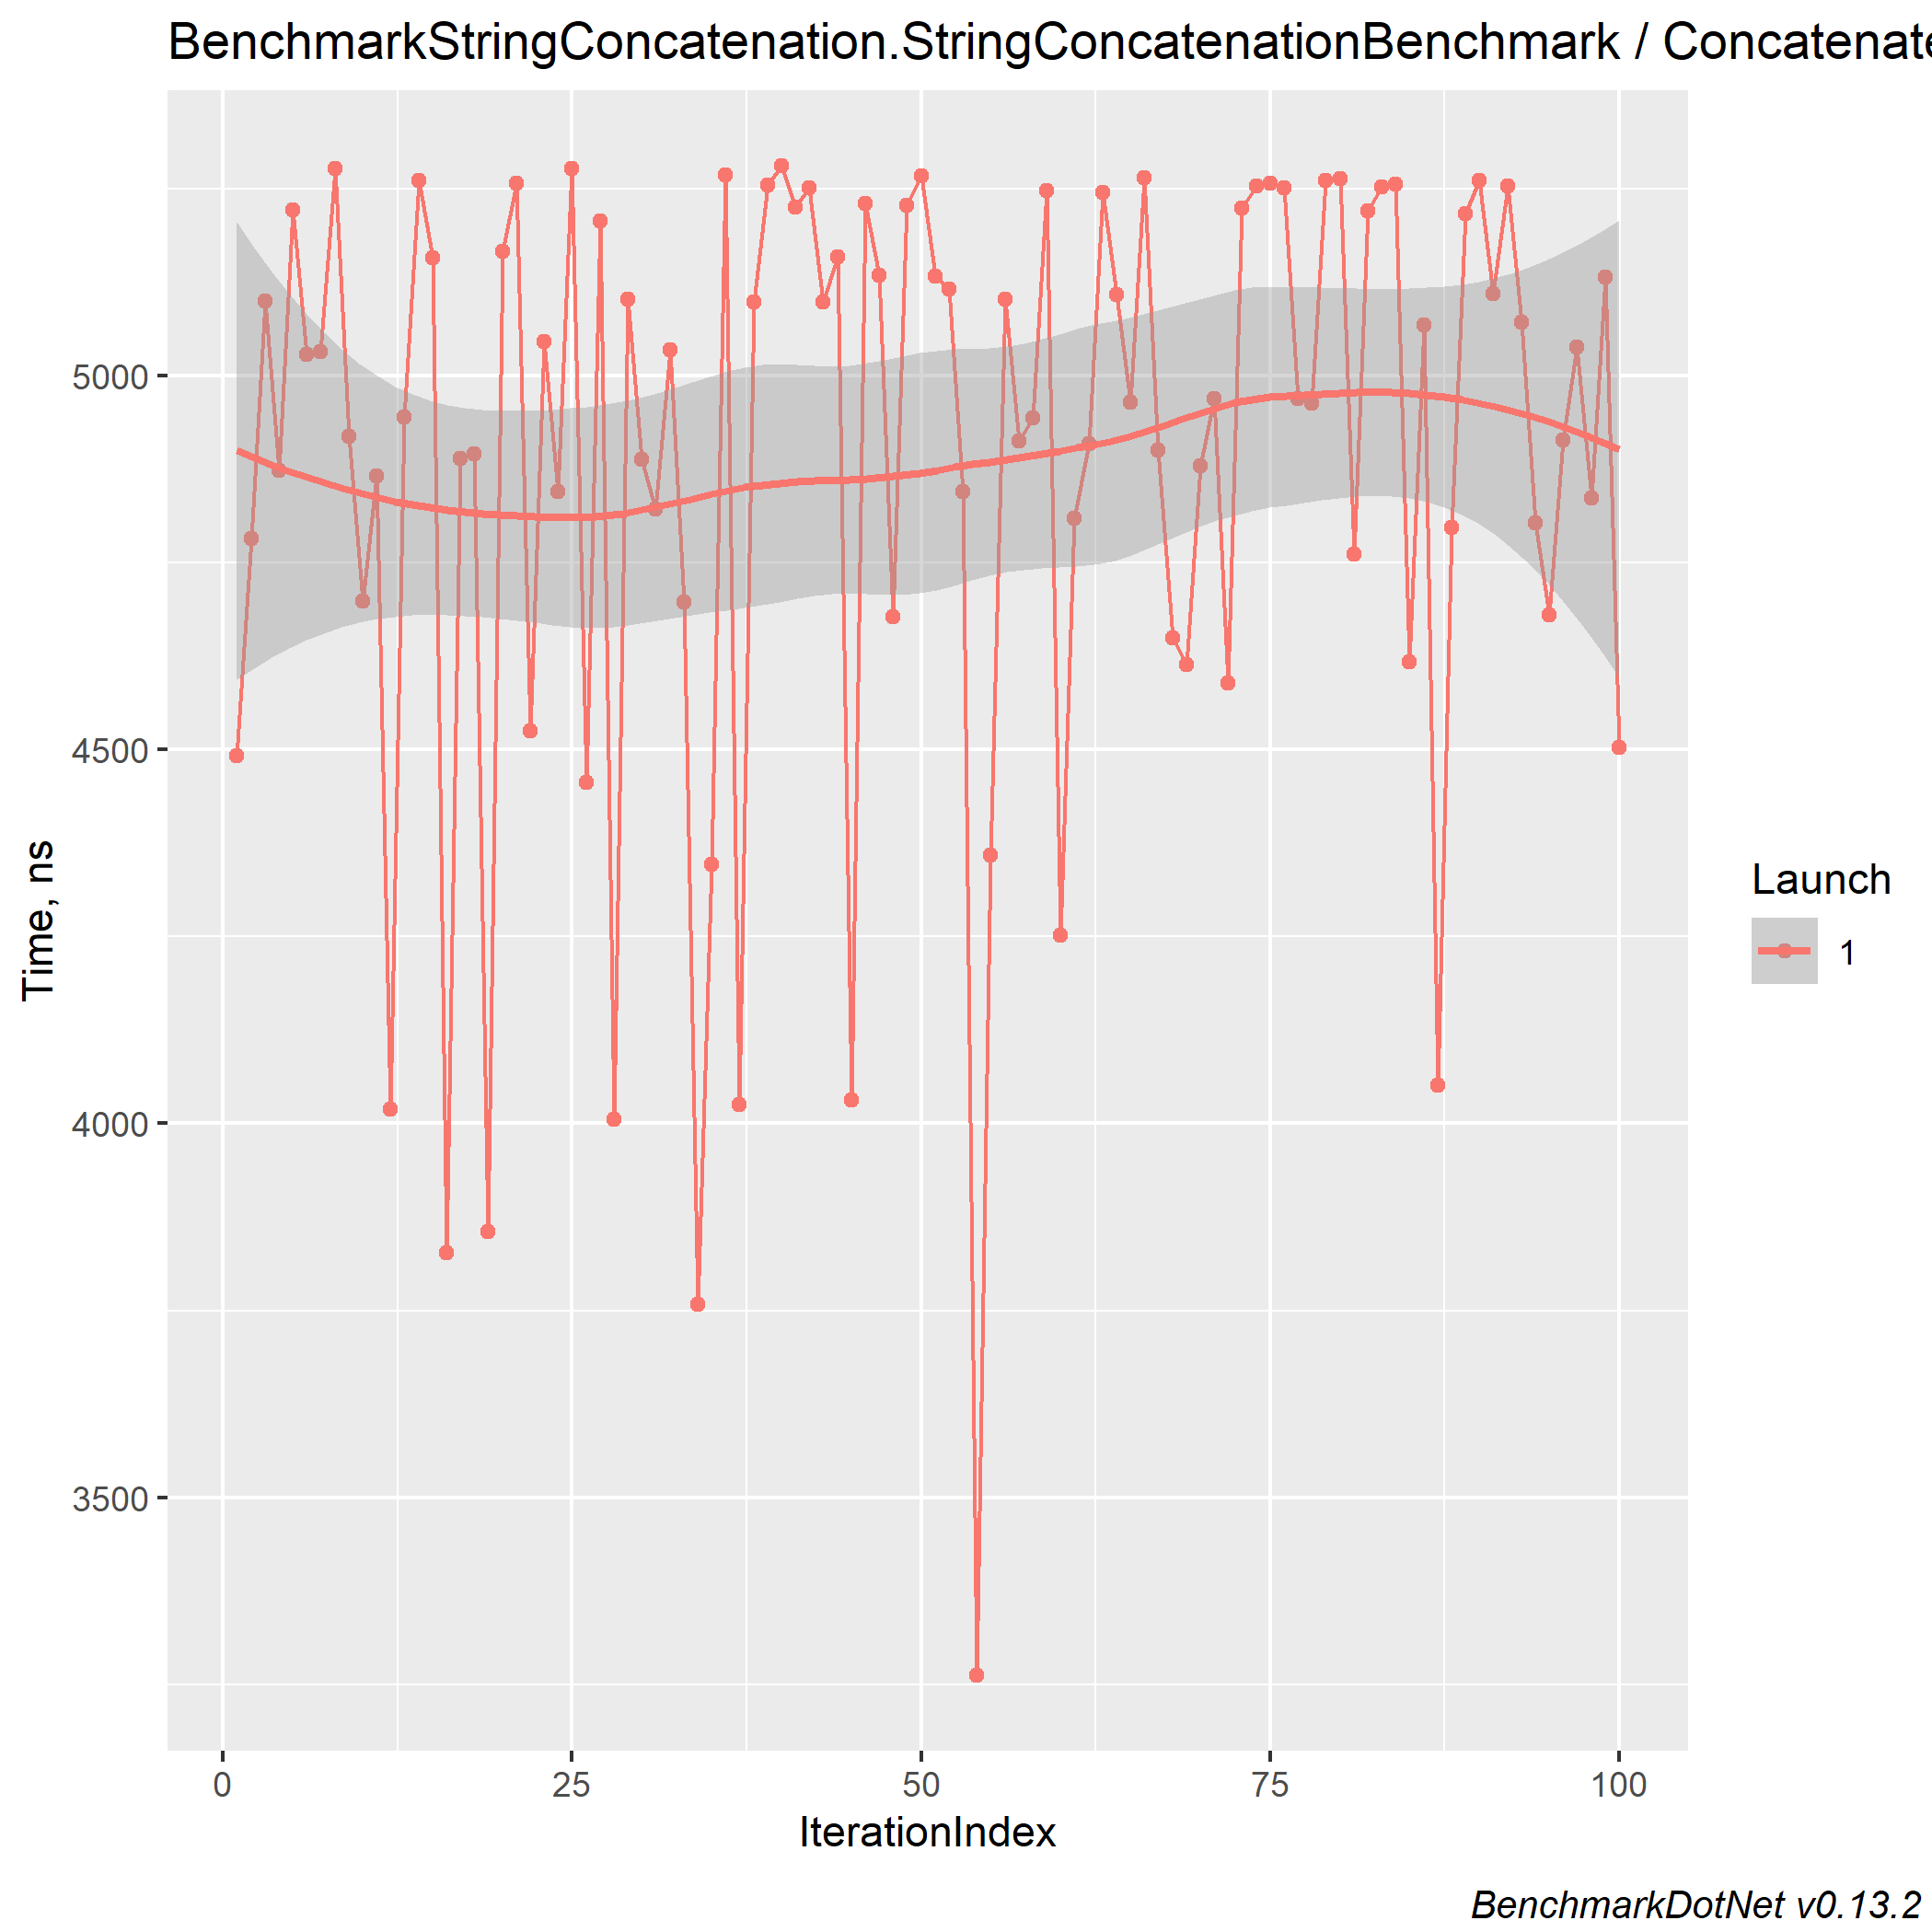 BenchmarkStringConcatenation.StringConcatenationBenchmark / Concatenate
5000
4500
4000
3500
Time, ns
0 25 50 75 100
IterationIndex
Launch
1
BenchmarkDotNet v0.13.2